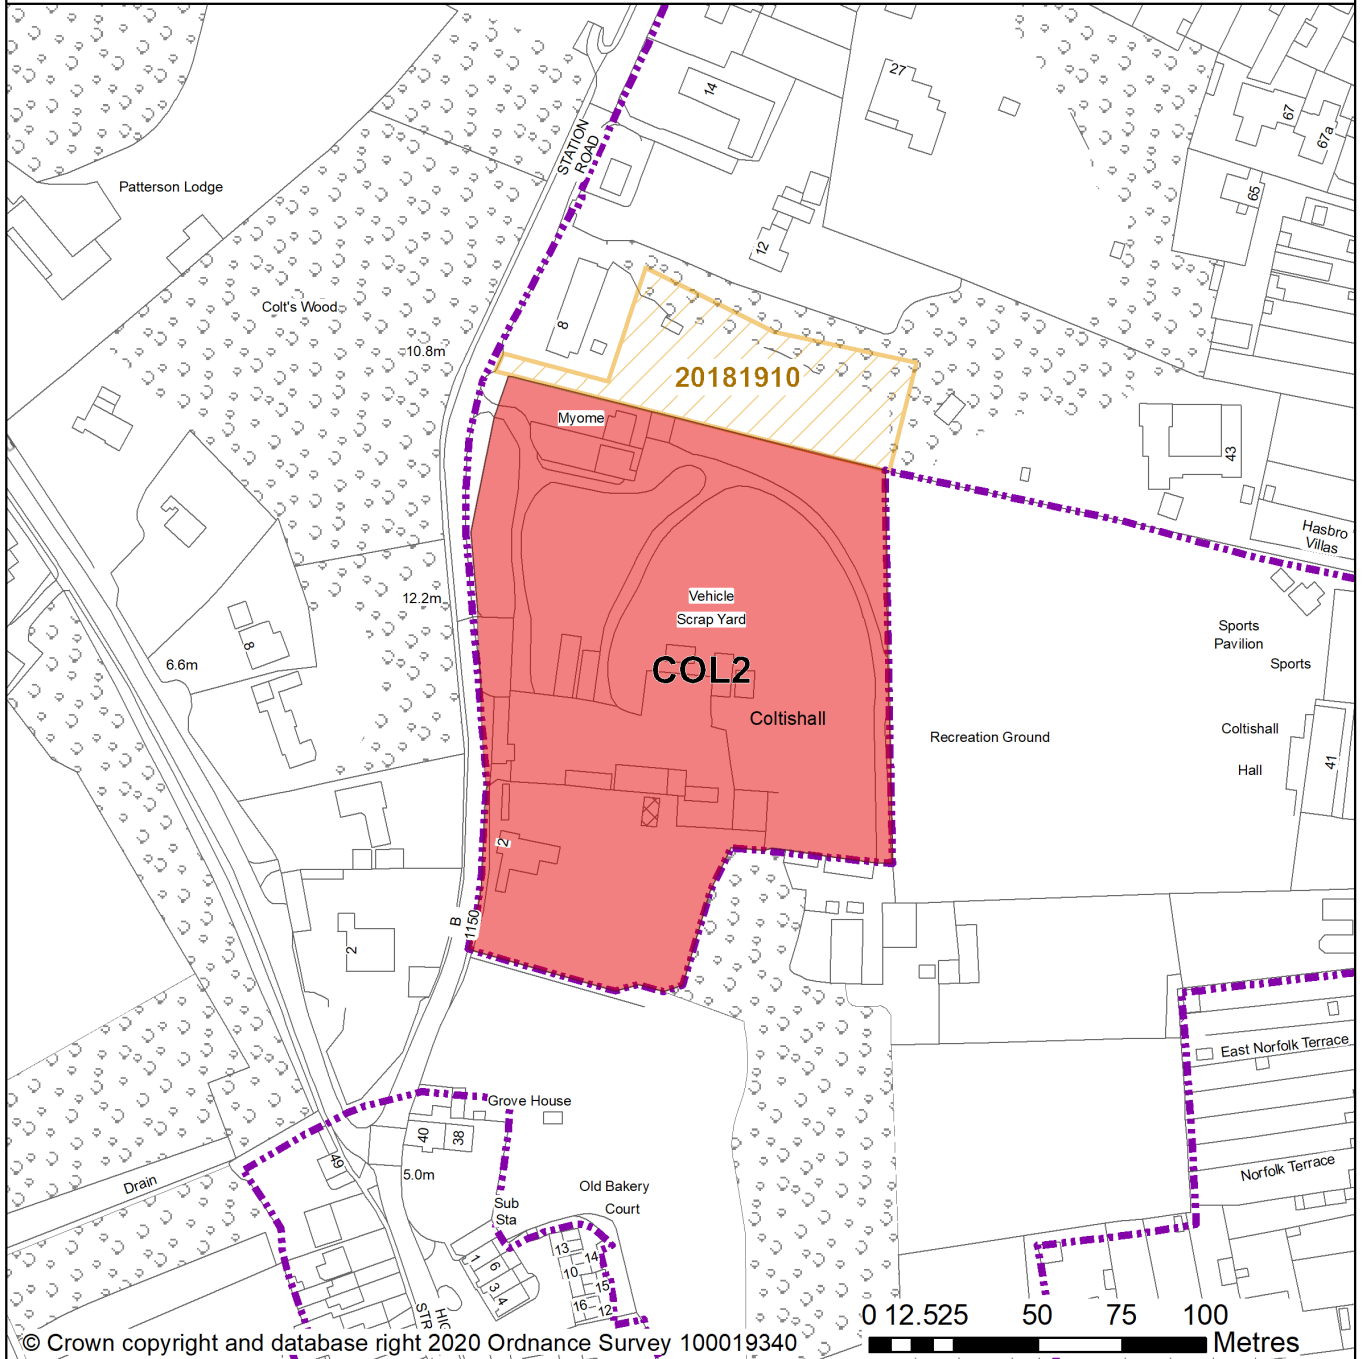 14
27
67
67a
65
STATION
ROAD
Patterson Lodge
12
Colt's Wood
8
10.8m
20181910
Myome
43
Hasbro
Villas
Vehicle
Scrap Yard
12.2m
8
6.6m
Sports
Pavilion
Sports
COL2
Coltishall
Recreation Ground
Coltishall
Hall
41
2
B
1150
2
East Norfolk Terrace
Grove House
40
38
49
5.0m
Drain
Norfolk Terrace
Old Bakery
Court
Sub
Sta
13
14
1
6
3
4
10
15
16
12
0 12.525 50 75 100
Metres
© Crown copyright and database right 2020 Ordnance Survey 100019340